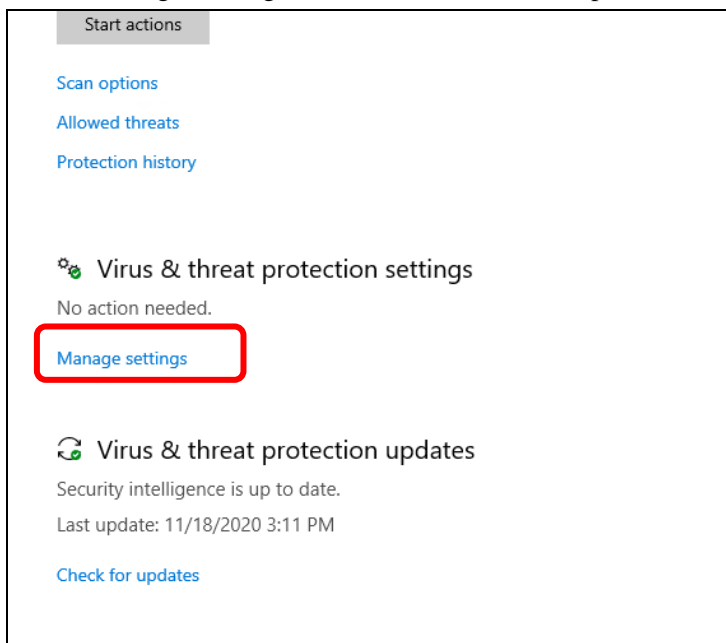 Start actions
Scan options
Allowed threats
Protection history
Virus & threat protection settings
No action needed.
Manage settings
Virus & threat protection updates
Security intelligence is up to date.
Last update: 11/18/2020 3:11 PM
Check for updates